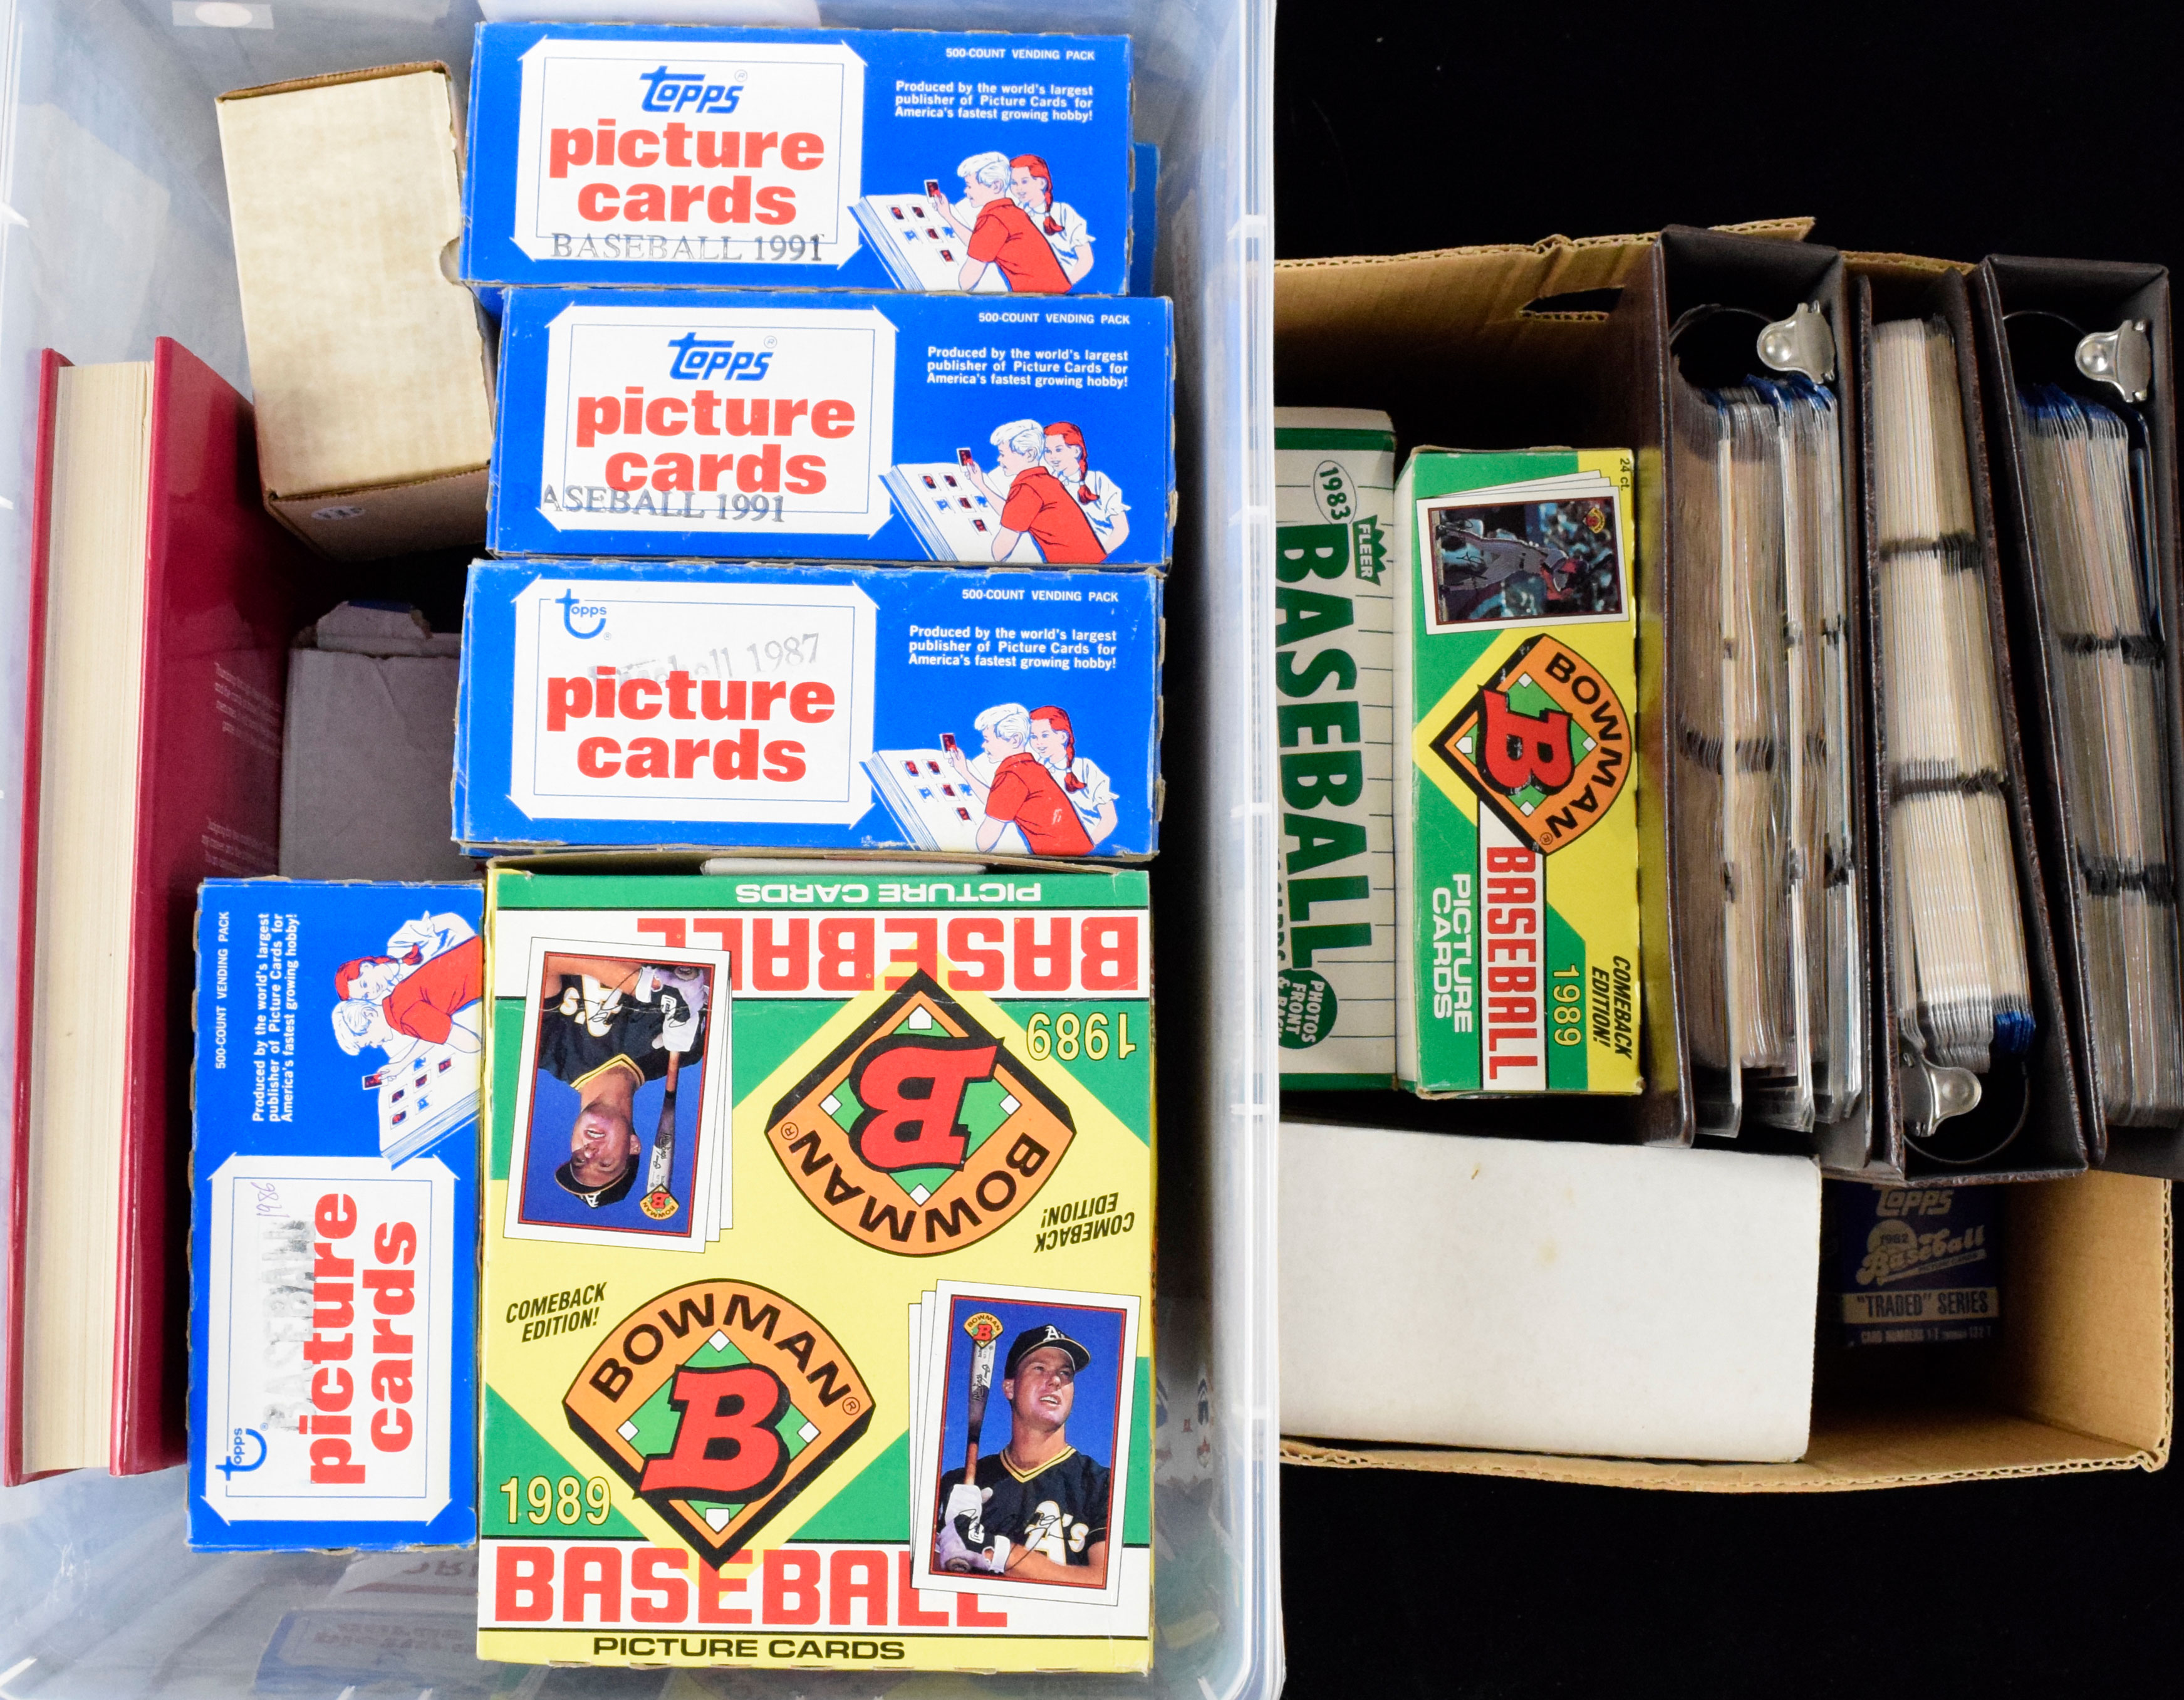 500-COUNT VENDING PACK
topps®
picture
cards
BASEBALL 1991
Produced by the world's largest
publisher of Picture Cards for
America's fastest growing hobby!
500-COUNT VENDING PACK
topps®
picture
cards
ASEBALL 1991
Produced by the world's largest
publisher of Picture Cards for
America's fastest growing hobby!
500-COUNT VENDING PACK
topps®
Baseball 1987
picture
cards
Produced by the world's largest
publisher of Picture Cards for
America's fastest growing hobby!
500-COUNT VENDING PACK
Produced by the world's largest
publisher of Picture Cards for
America's fastest growing hobby!
topps®
BASEBALL 1986
picture
cards
PICTURE CARDS
BASEBALL
1989
BOWMAN®
B
COMEBACK
EDITION!
A's
BOWMAN
B
COMEBACK
EDITION!
BOWMAN®
B
1989
BASEBALL
PICTURE CARDS
BOWMAN
B
A's
1983
FLEER
BASEBALL
PHOTOS
FRONT
& BACK
24 ct.
BOWMAN®
B
BASEBALL
PICTURE
CARDS
1989
COMEBACK
EDITION!
topps
1982
Baseball
"TRADED" SERIES